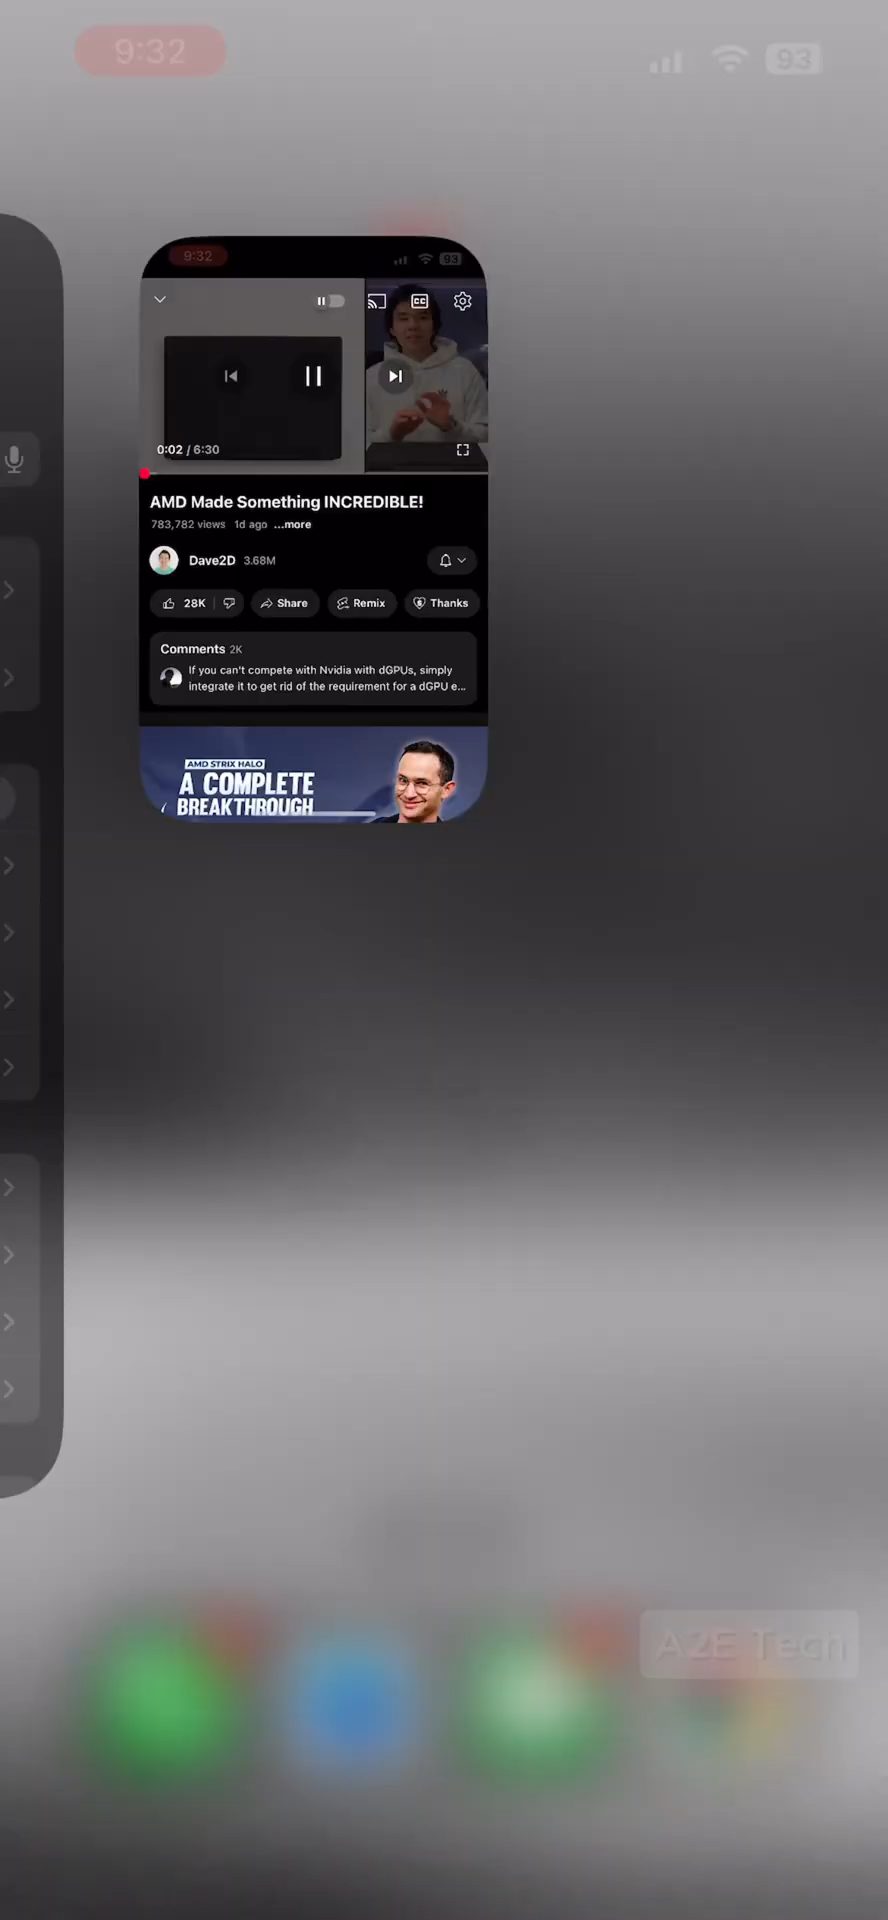 9:32
93
9:32
93
CC
0:02 / 6:30
AMD Made Something INCREDIBLE!
783,782 views 1d ago ...more
Dave2D 3.68M
28K Share Remix Thanks
Comments 2K
If you can't compete with Nvidia with dGPUs, simply
integrate it to get rid of the requirement for a dGPU e...
AMD STRIX HALO
A COMPLETE
BREAKTHROUGH
A2E Tech